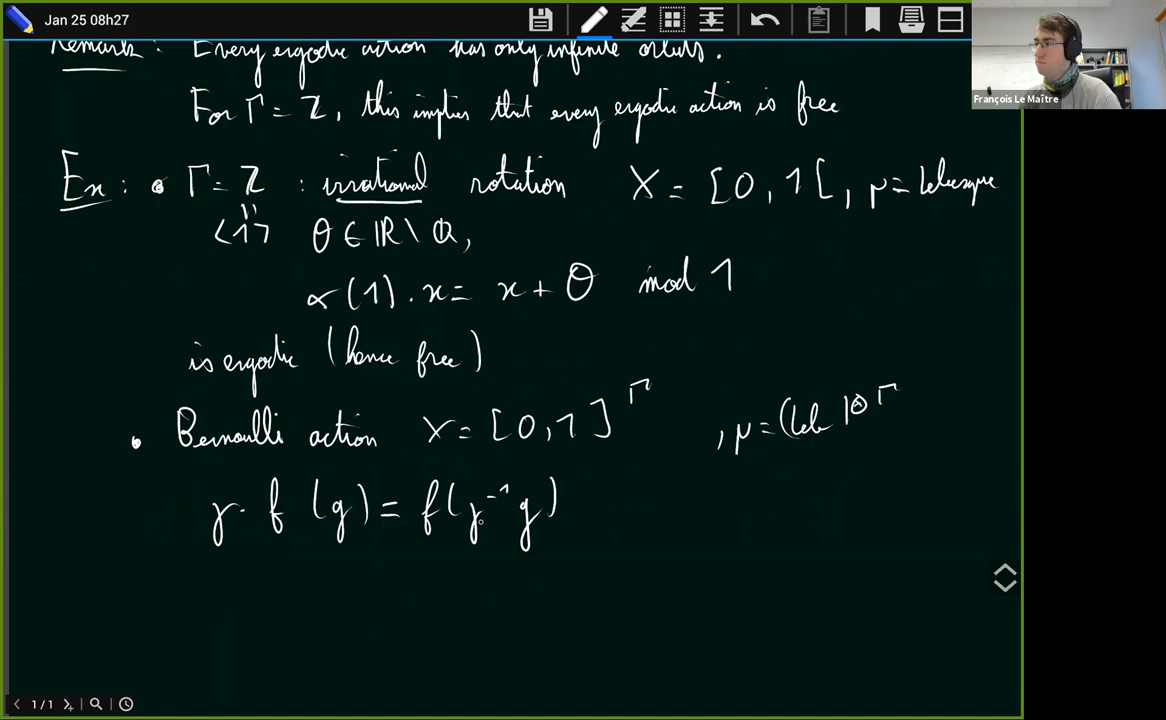 Jan 25 08h27
Remark : Every ergodic action has only infinite orbits.
For Γ = ℤ, this implies that every ergodic action is free
François Le Maître
Ex : • Γ = ℤ : irrational rotation X = [0, 1[, μ = Lebesgue
"
<1> θ ∈ ℝ \ ℚ,
α(1) . x = x + θ mod 1
is ergodic (hence free)
• Bernoulli action X = [0, 1]^Γ , μ = (Leb)^⊗Γ
γ . f (g) = f(γ⁻¹ g)
1/1